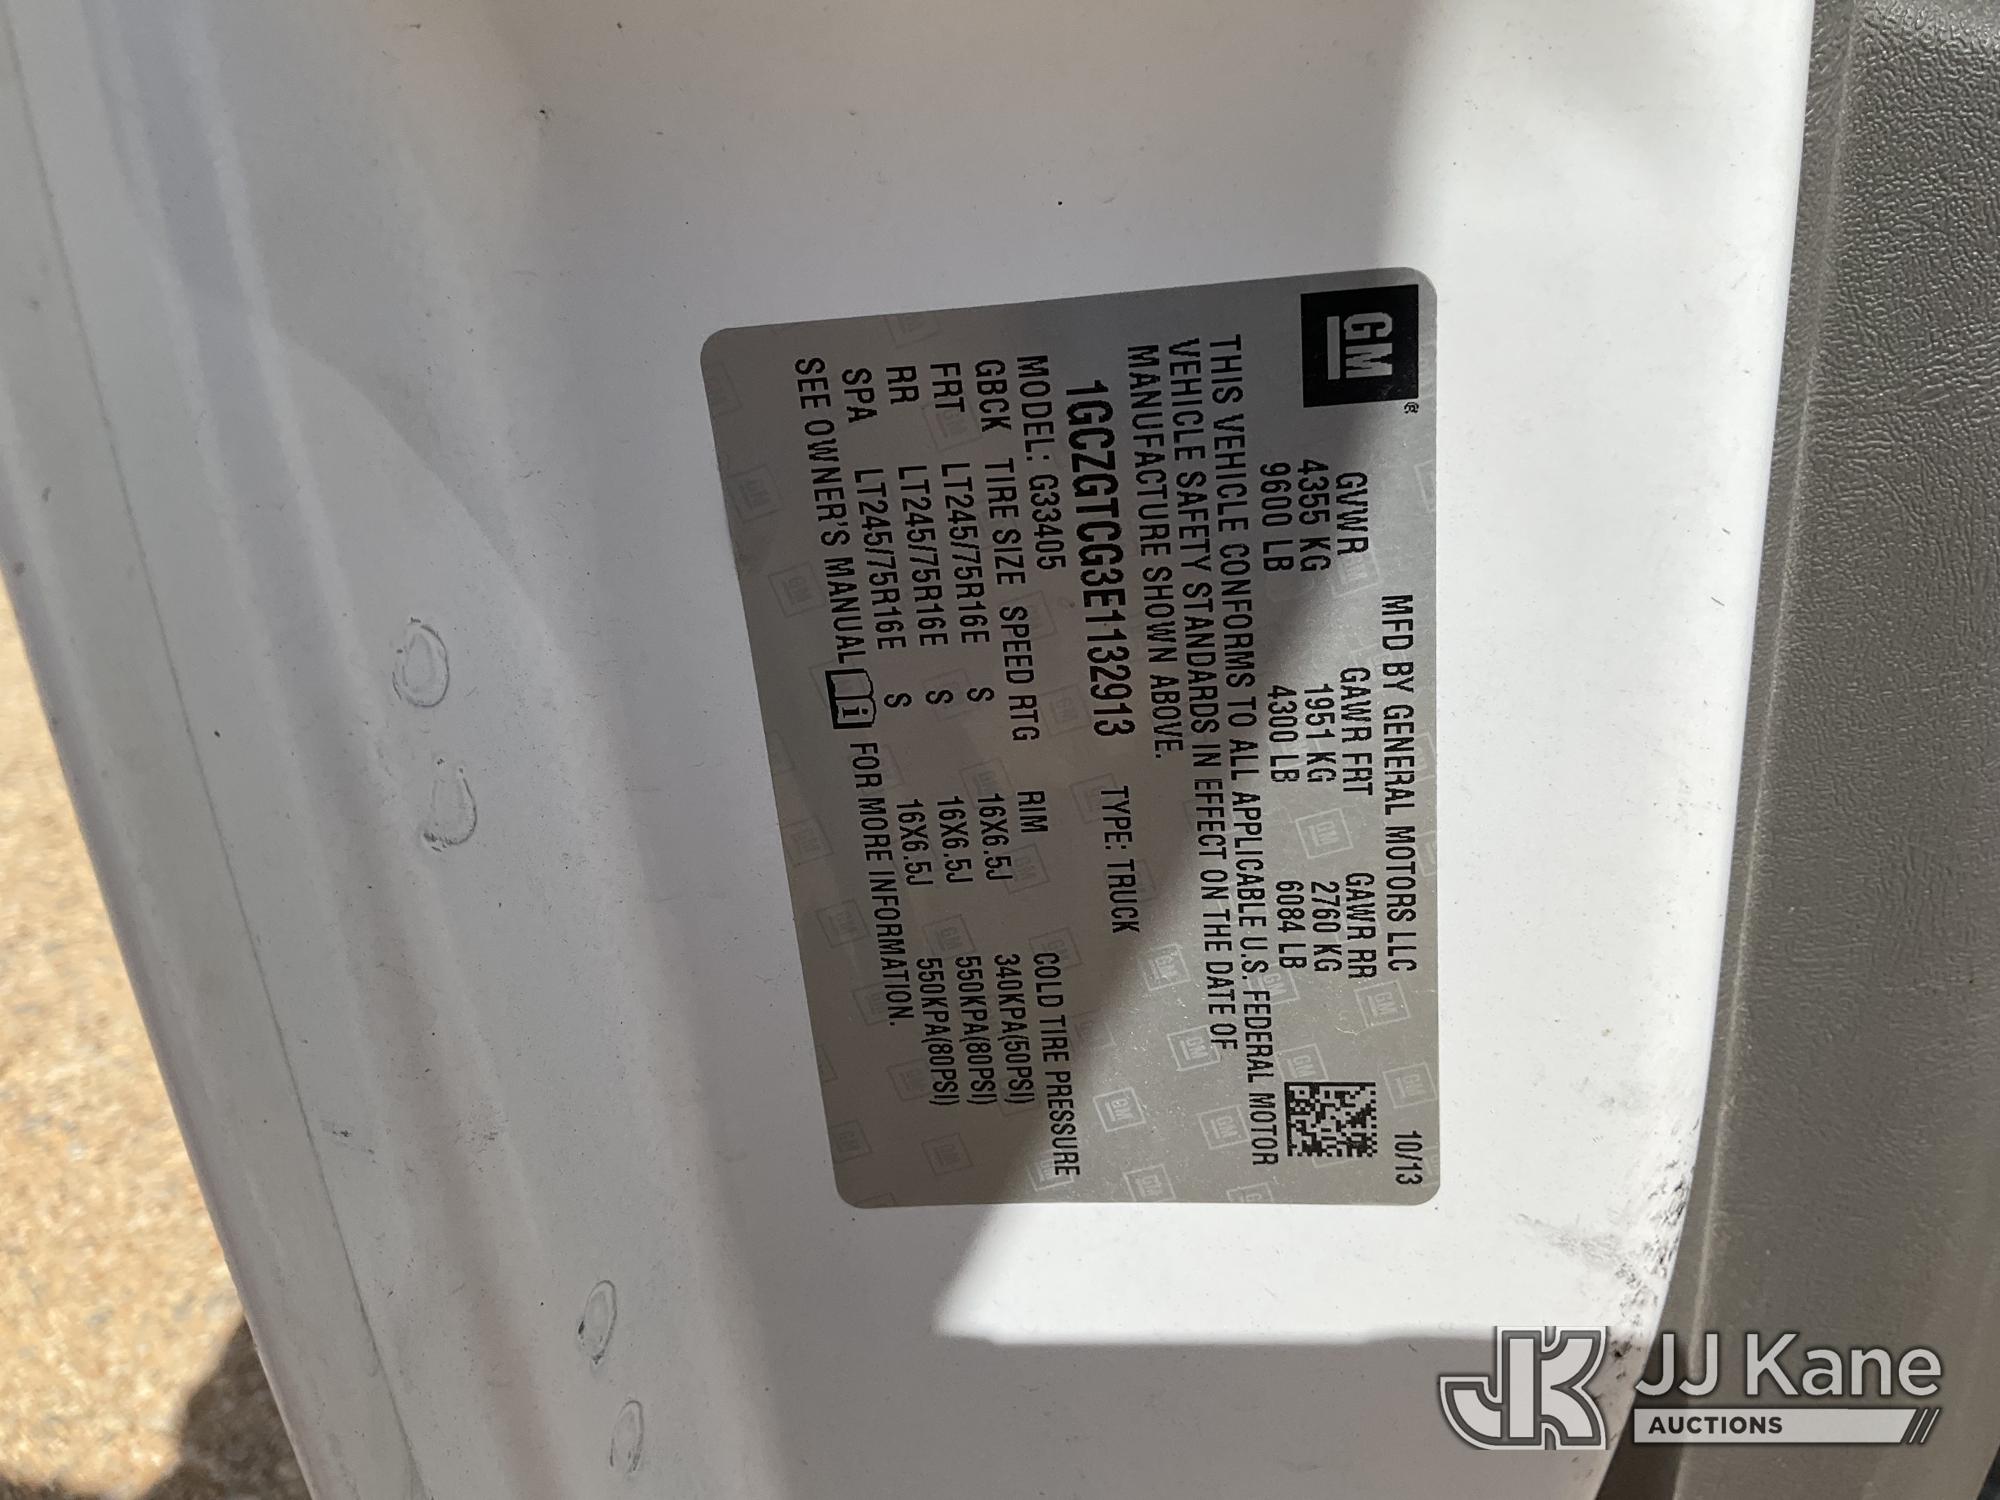 GM®
MFD BY GENERAL MOTORS LLC 10/13
GVWR GAWR FRT GAWR RR
4355 KG 1951 KG 2760 KG
9600 LB 4300 LB 6084 LB
THIS VEHICLE CONFORMS TO ALL APPLICABLE U.S. FEDERAL MOTOR
VEHICLE SAFETY STANDARDS IN EFFECT ON THE DATE OF
MANUFACTURE SHOWN ABOVE.
1GCZGTCG3E1132913 TYPE: TRUCK
MODEL: G33405
GBCK TIRE SIZE SPEED RTG RIM COLD TIRE PRESSURE
FRT LT245/75R16E S 16X6.5J 340KPA(50PSI)
RR LT245/75R16E S 16X6.5J 550KPA(80PSI)
SPA LT245/75R16E S 16X6.5J 550KPA(80PSI)
SEE OWNER'S MANUAL i FOR MORE INFORMATION.
JK JJ Kane
AUCTIONS